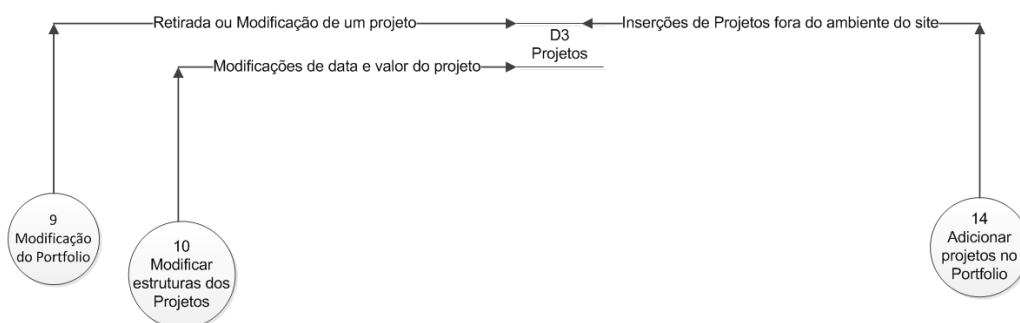 Retirada ou Modificação de um projeto
Inserções de Projetos fora do ambiente do site
D3
Projetos
Modificações de data e valor do projeto
9
Modificação
do Portfolio
10
Modificar
estruturas dos
Projetos
14
Adicionar
projetos no
Portfolio